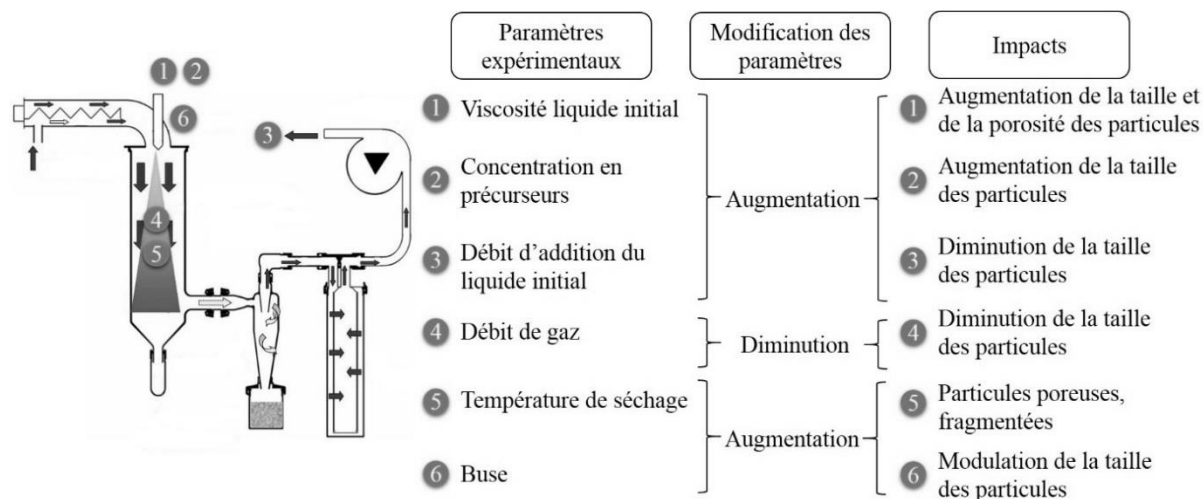 1 2
6
3
4
5
Paramètres
expérimentaux
1 Viscosité liquide initial
2 Concentration en
précurseurs
3 Débit d’addition du
liquide initial
4 Débit de gaz
5 Température de séchage
6 Buse
Modification des
paramètres
Augmentation
Diminution
Augmentation
Impacts
1 Augmentation de la taille et
de la porosité des particules
2 Augmentation de la taille
des particules
3 Diminution de la taille
des particules
4 Diminution de la taille
des particules
5 Particules poreuses,
fragmentées
6 Modulation de la taille
des particules